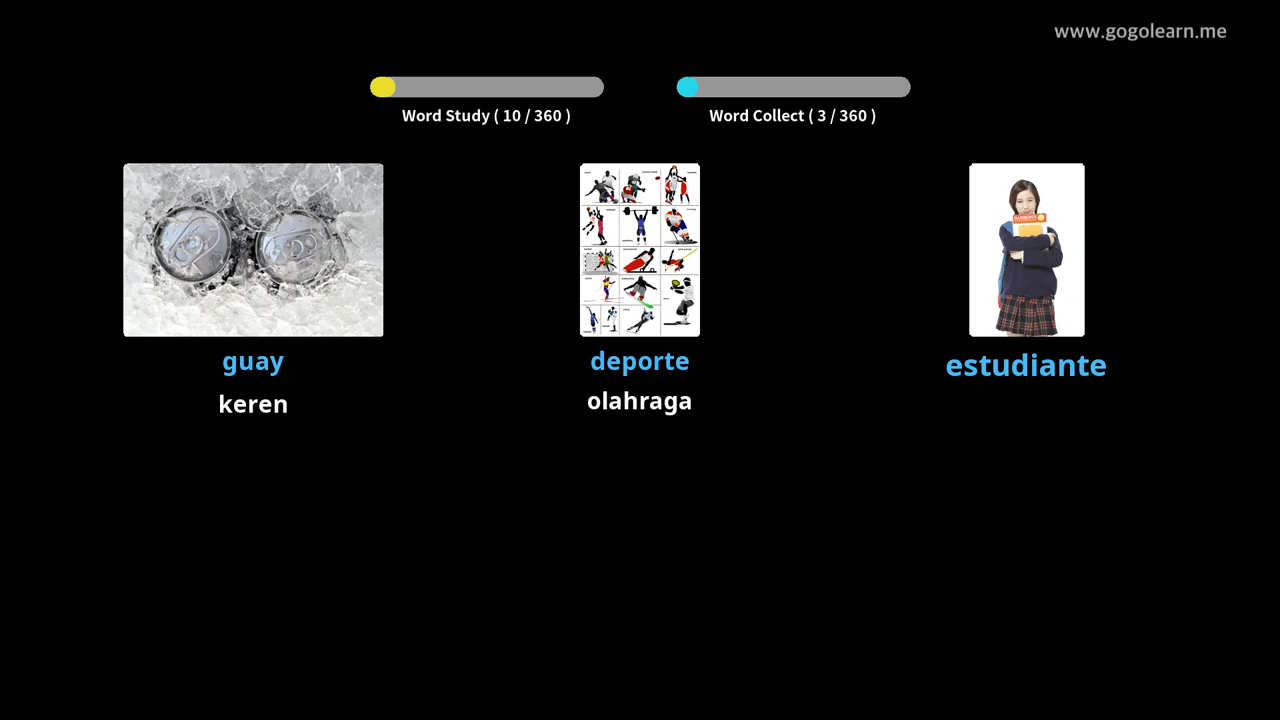 www.gogolearn.me
Word Study ( 10 / 360 )
Word Collect ( 3 / 360 )
guay
deporte
estudiante
keren
olahraga